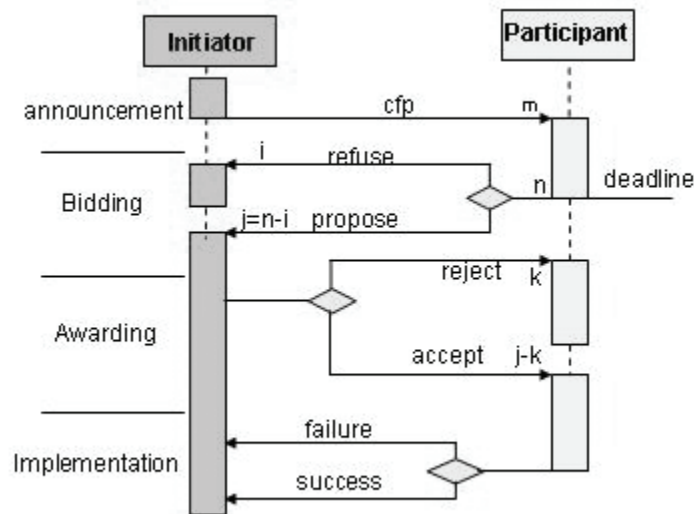 Initiator
Participant
announcement
cfp
m
i
refuse
Bidding
n
deadline
j=n-i
propose
reject
k
Awarding
accept
j-k
failure
Implementation
success